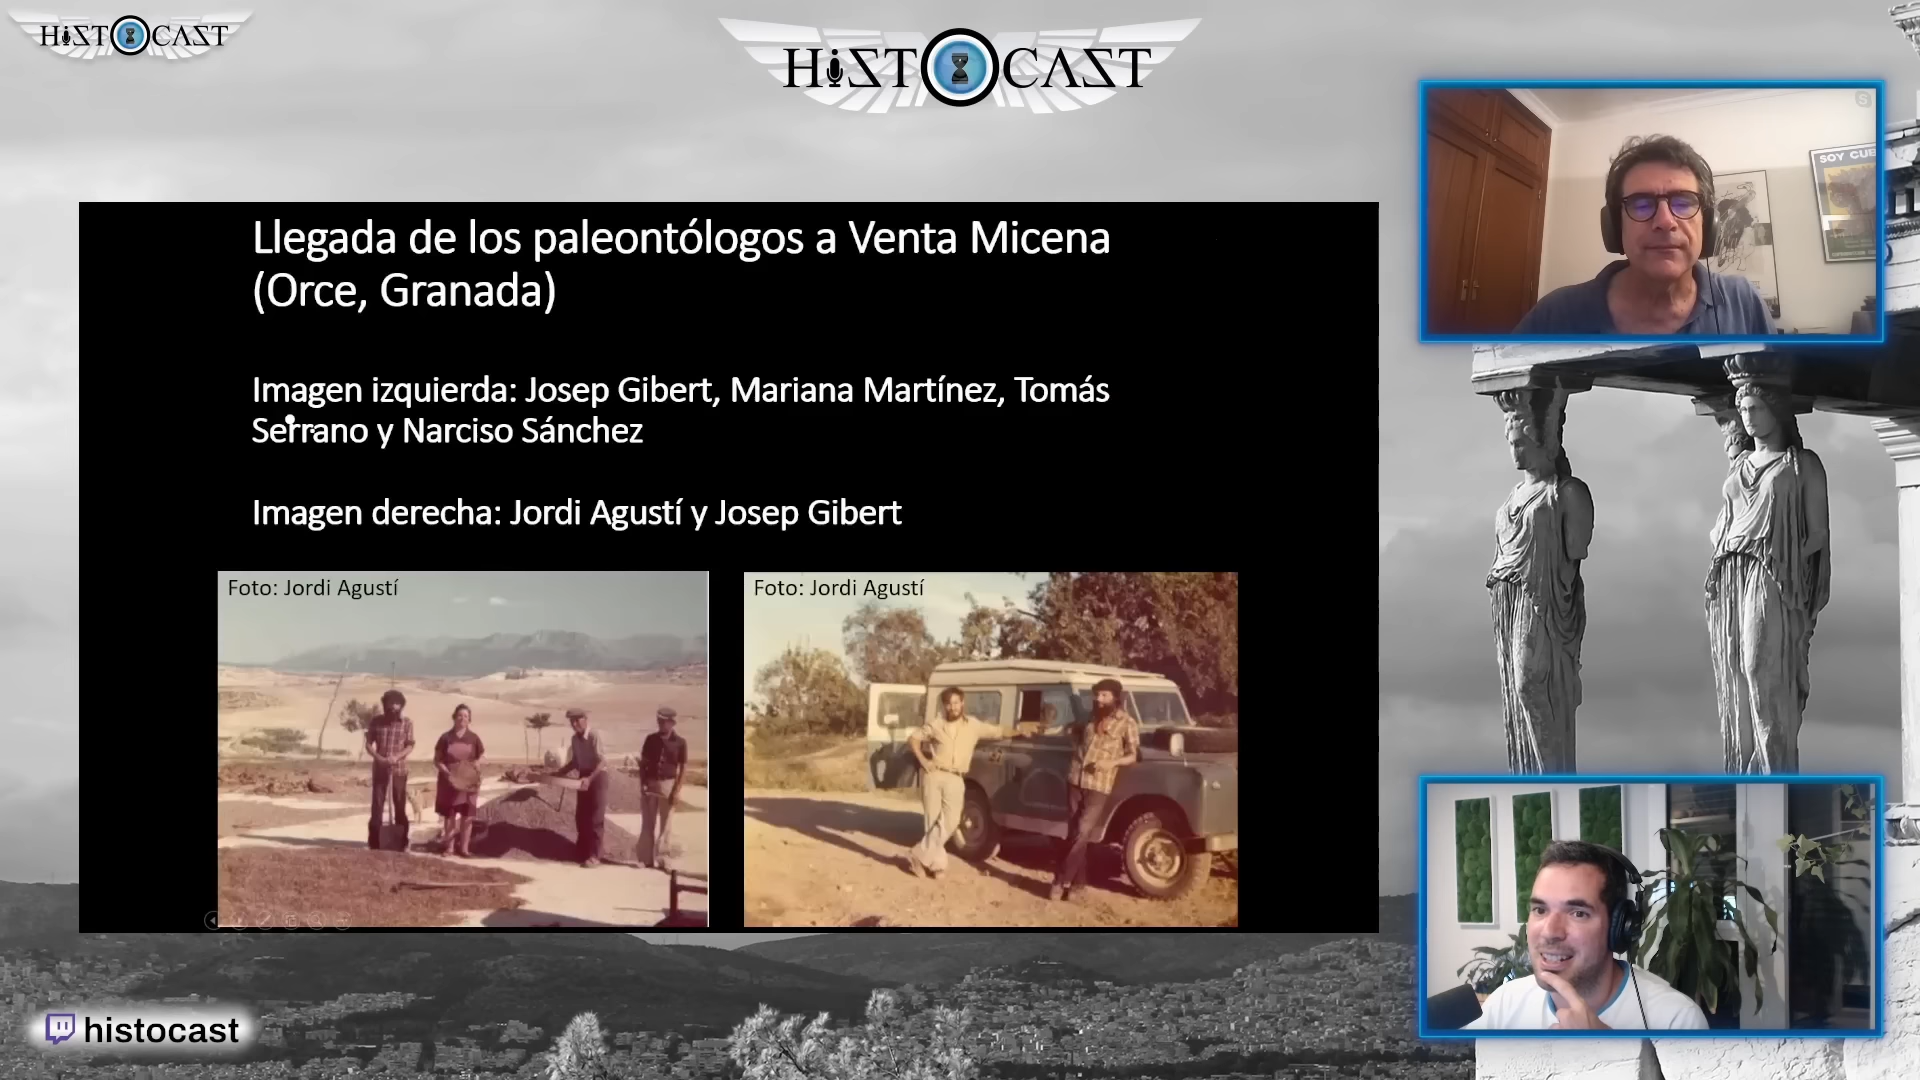 HiSTOCAST
HiSTOCAST
SOY CUB
Llegada de los paleontólogos a Venta Micena
(Orce, Granada)
Imagen izquierda: Josep Gibert, Mariana Martínez, Tomás
Serrano y Narciso Sánchez
Imagen derecha: Jordi Agustí y Josep Gibert
Foto: Jordi Agustí
Foto: Jordi Agustí
histocast